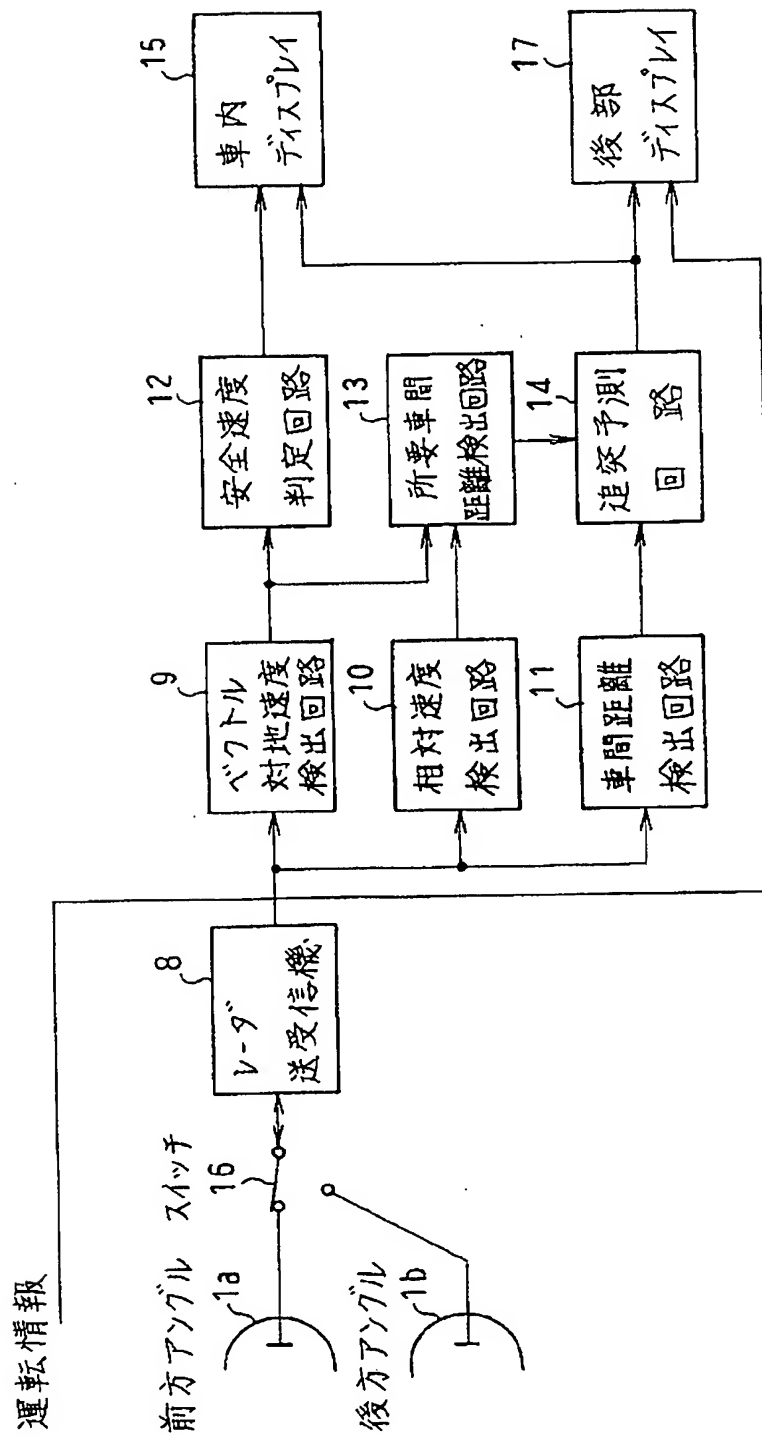 運転情報
前方アングル
1a
スイッチ
16
後方アングル
1b
8
レーダ
送受信機
9
ベクトル
対地速度
検出回路
10
相対速度
検出回路
11
車間距離
検出回路
12
安全速度
判定回路
13
所要車間
距離検出回路
14
追突予測
回路
15
車内
ディスプレイ
17
後部
ディスプレイ